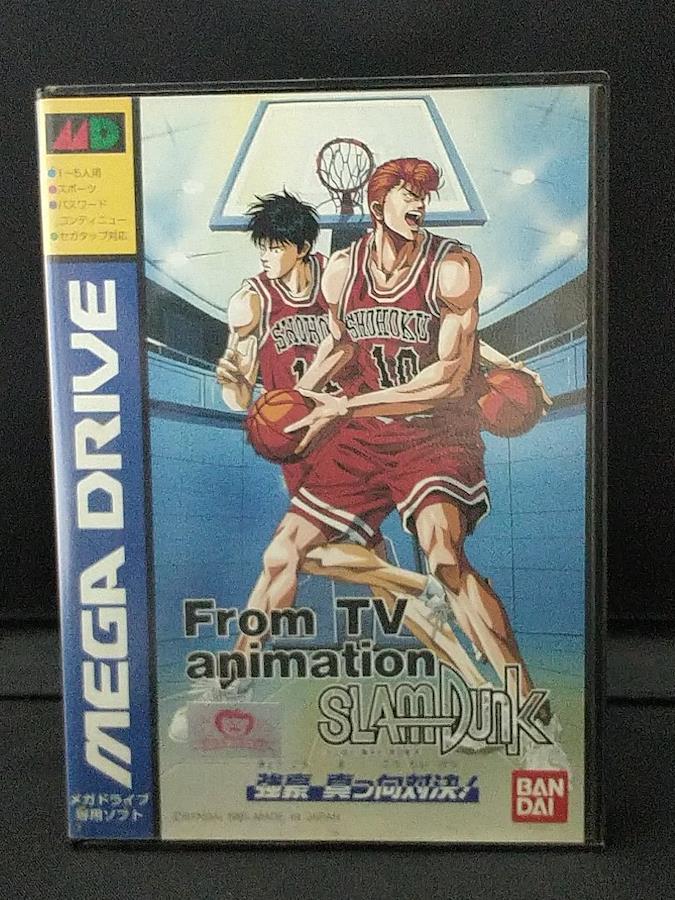 MD
1〜5人用
スポーツ
パスワード
コンティニュー
セガタップ対応
MEGA DRIVE
メガドライブ
専用ソフト
SHOHO
SHOHOKU
10
From TV
animation
SLAM DUNK
強豪 真っ向対決!
BAN
DAI
MADE IN JAPAN